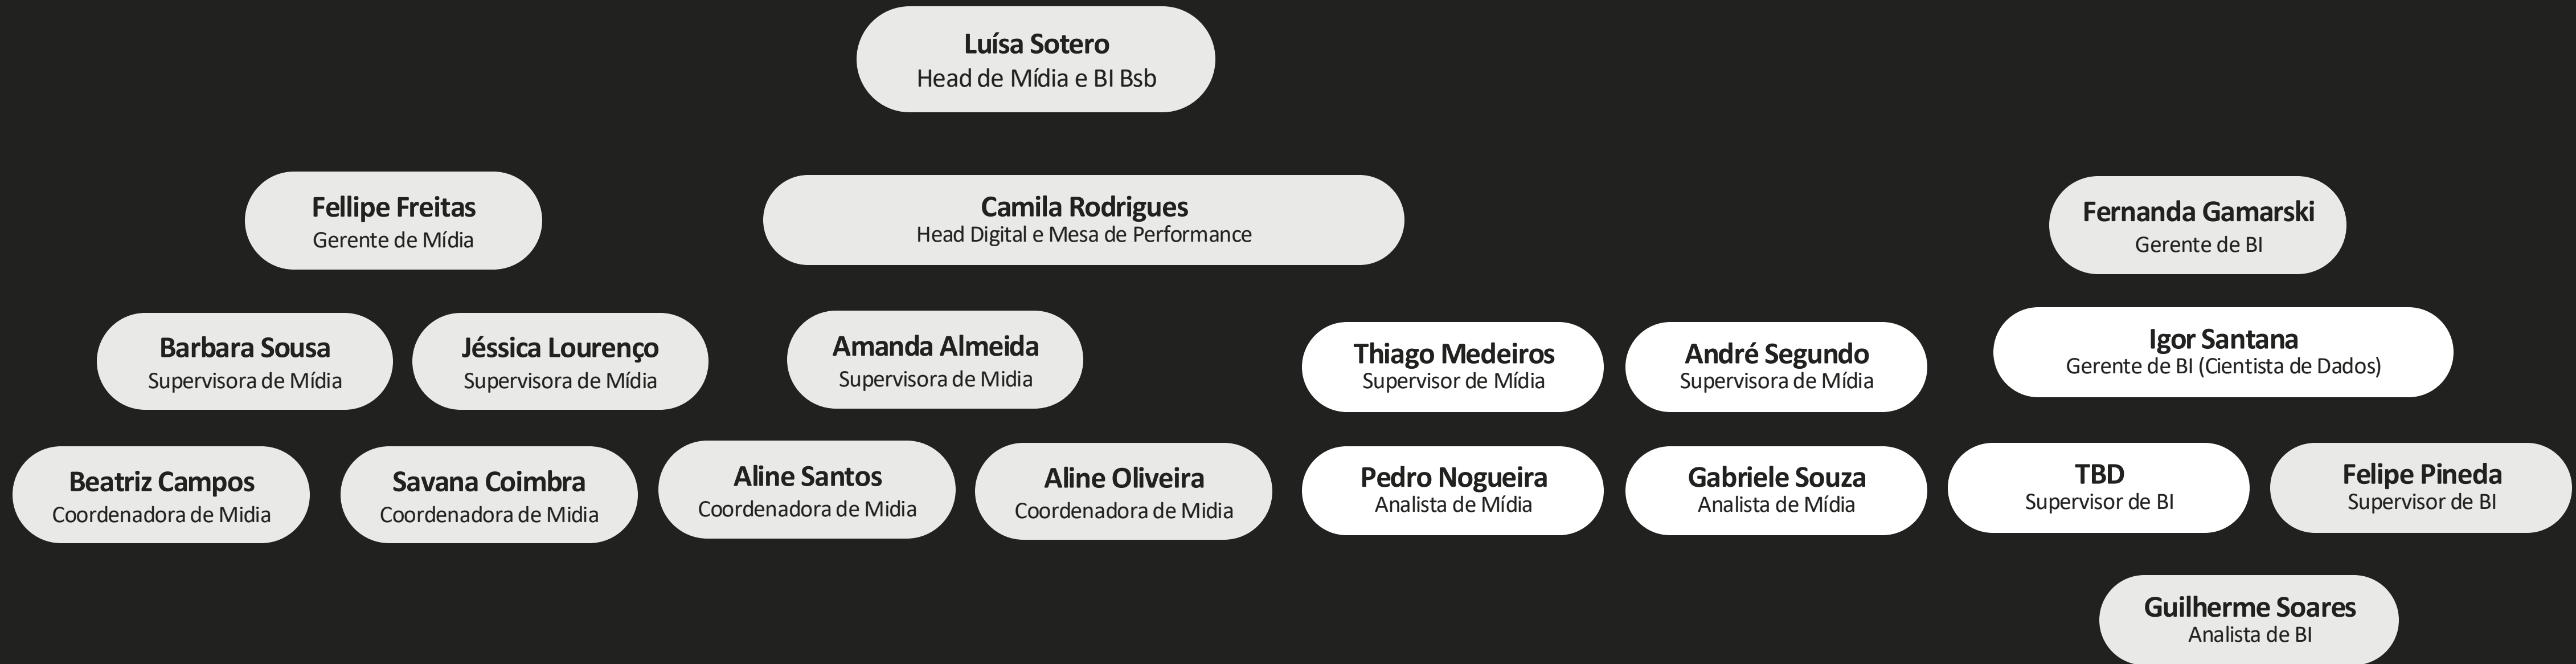 Luísa Sotero
Head de Mídia e BI Bsb
Fellipe Freitas
Gerente de Mídia
Camila Rodrigues
Head Digital e Mesa de Performance
Fernanda Gamarski
Gerente de BI
Barbara Sousa
Supervisora de Mídia
Jéssica Lourenço
Supervisora de Mídia
Amanda Almeida
Supervisora de Midia
Thiago Medeiros
Supervisor de Mídia
André Segundo
Supervisora de Mídia
Igor Santana
Gerente de BI (Cientista de Dados)
Beatriz Campos
Coordenadora de Midia
Savana Coimbra
Coordenadora de Midia
Aline Santos
Coordenadora de Midia
Aline Oliveira
Coordenadora de Midia
Pedro Nogueira
Analista de Mídia
Gabriele Souza
Analista de Mídia
TBD
Supervisor de BI
Felipe Pineda
Supervisor de BI
Guilherme Soares
Analista de BI